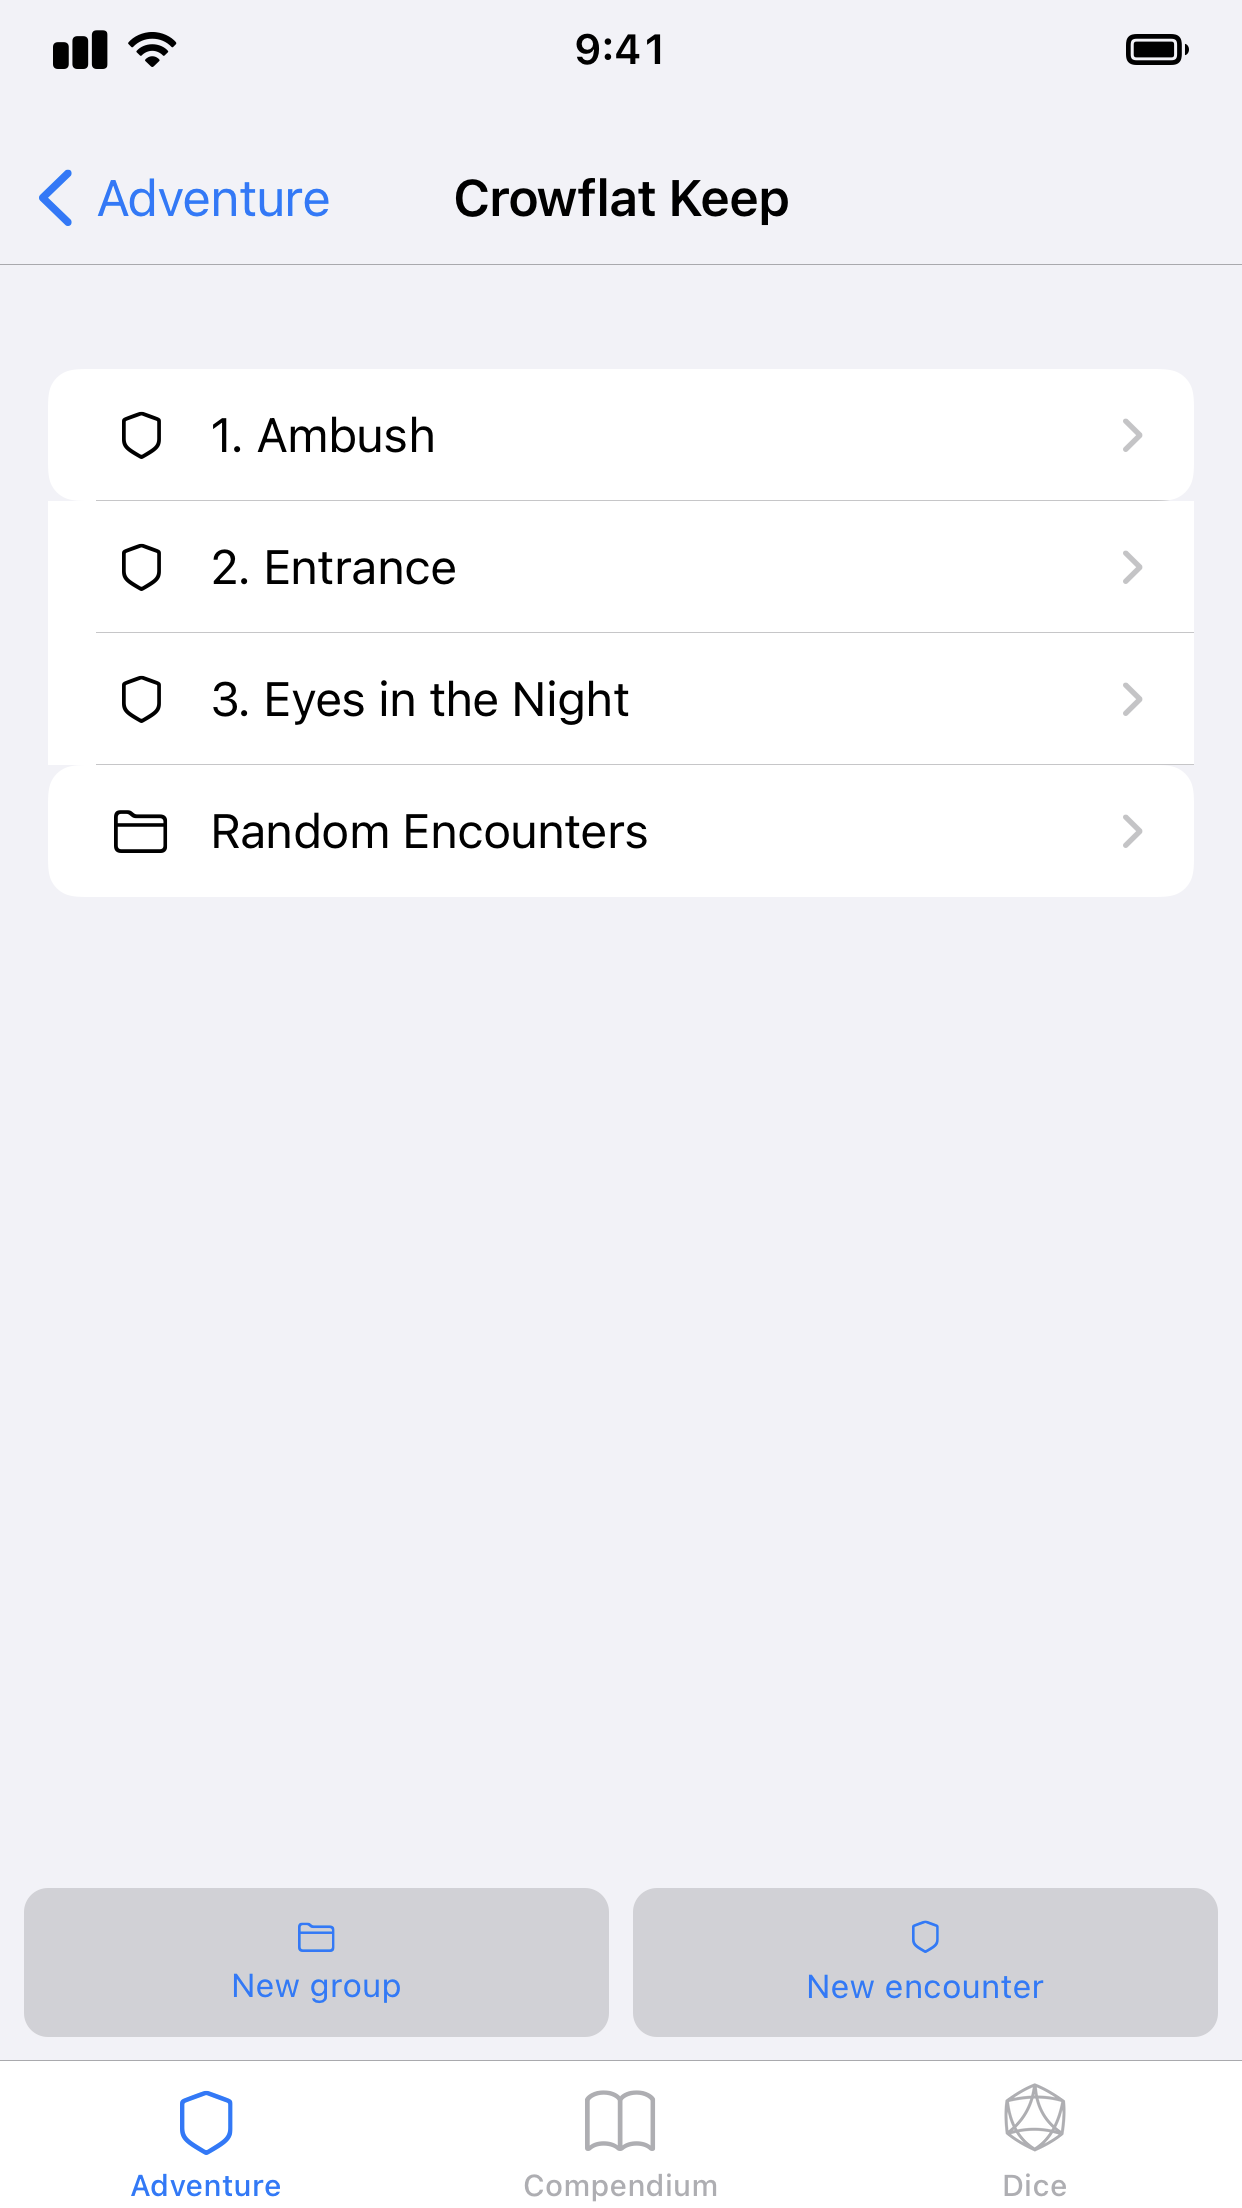 9:41
Adventure
Crowflat Keep
1. Ambush
2. Entrance
3. Eyes in the Night
Random Encounters
New group
New encounter
Adventure
Compendium
Dice